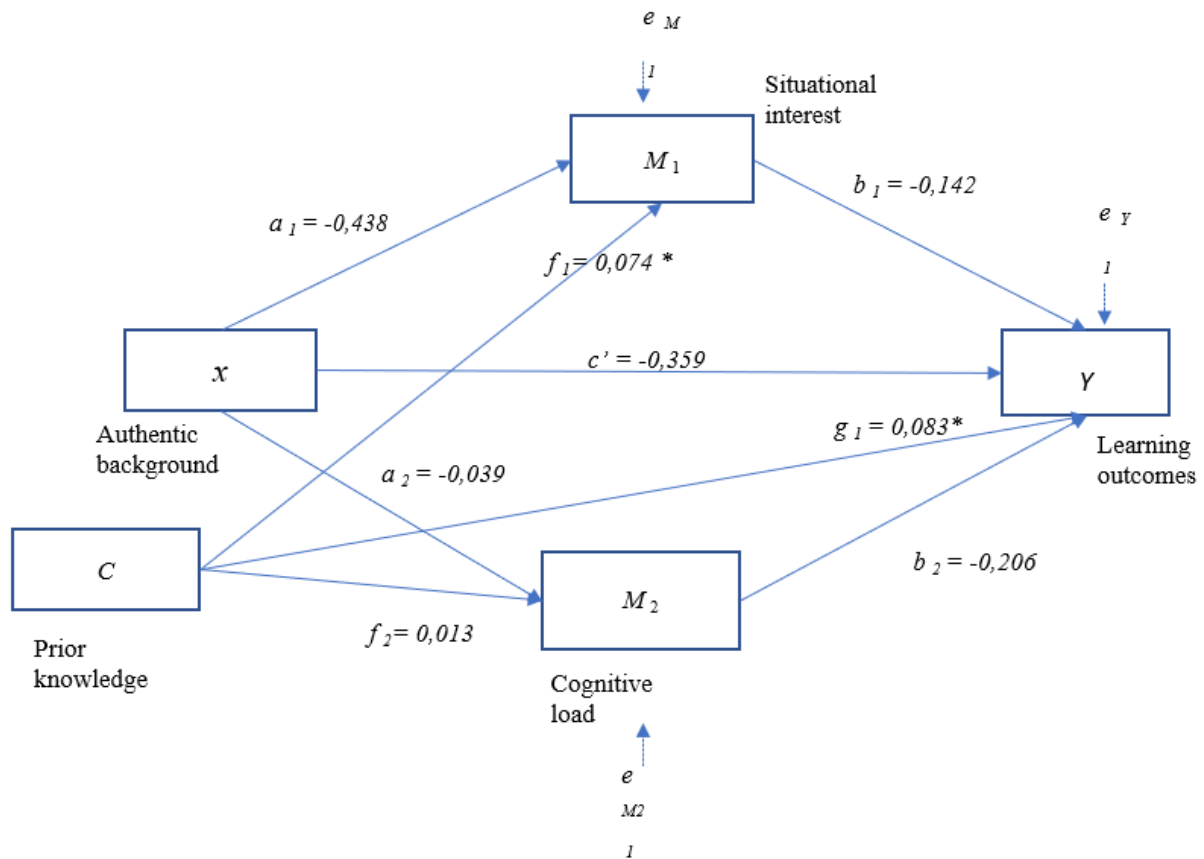 e M
1
Situational
interest
M 1
b 1 = -0,142
a 1 = -0,438
e Y
1
f 1= 0,074 *
x
c’ = -0,359
Y
Authentic
background
g 1 = 0,083*
Learning
outcomes
a 2 = -0,039
C
M 2
b 2 = -0,206
f 2= 0,013
Prior
knowledge
Cognitive
load
e
M2
1